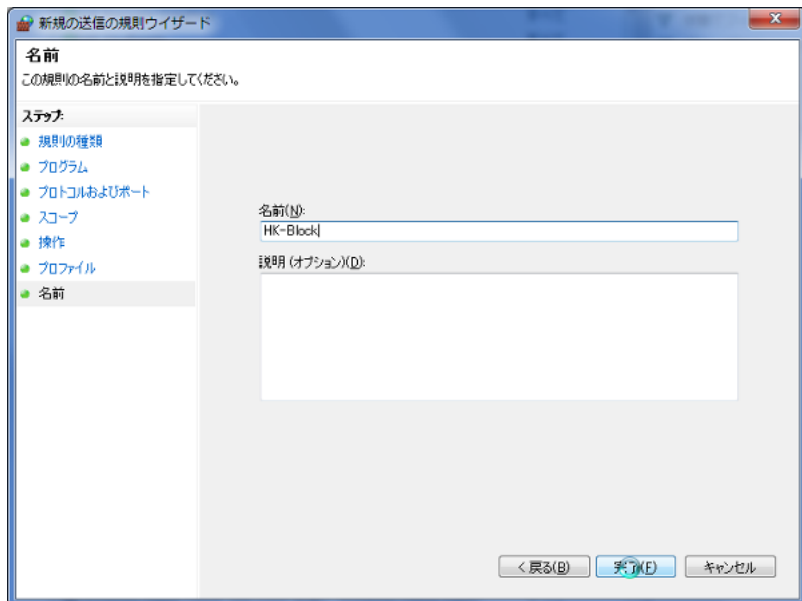 新規の送信の規則ウィザード
名前
この規則の名前と説明を指定してください。
ステップ:
規則の種類
プログラム
プロトコルおよびポート
スコープ
操作
プロファイル
名前
名前(N):
HK-Block
説明 (オプション)(D):
< 戻る(B)
完了(F)
キャンセル